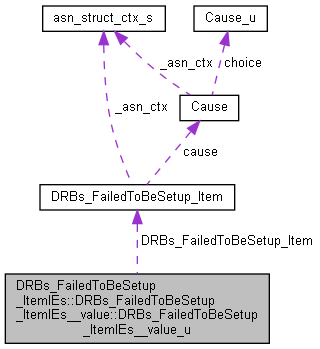 asn_struct_ctx_s
Cause_u
_asn_ctx
choice
_asn_ctx
Cause
cause
DRBs_FailedToBeSetup_Item
DRBs_FailedToBeSetup_Item
DRBs_FailedToBeSetup
_ItemIEs::DRBs_FailedToBeSetup
_ItemIEs__value::DRBs_FailedToBeSetup
_ItemIEs__value_u